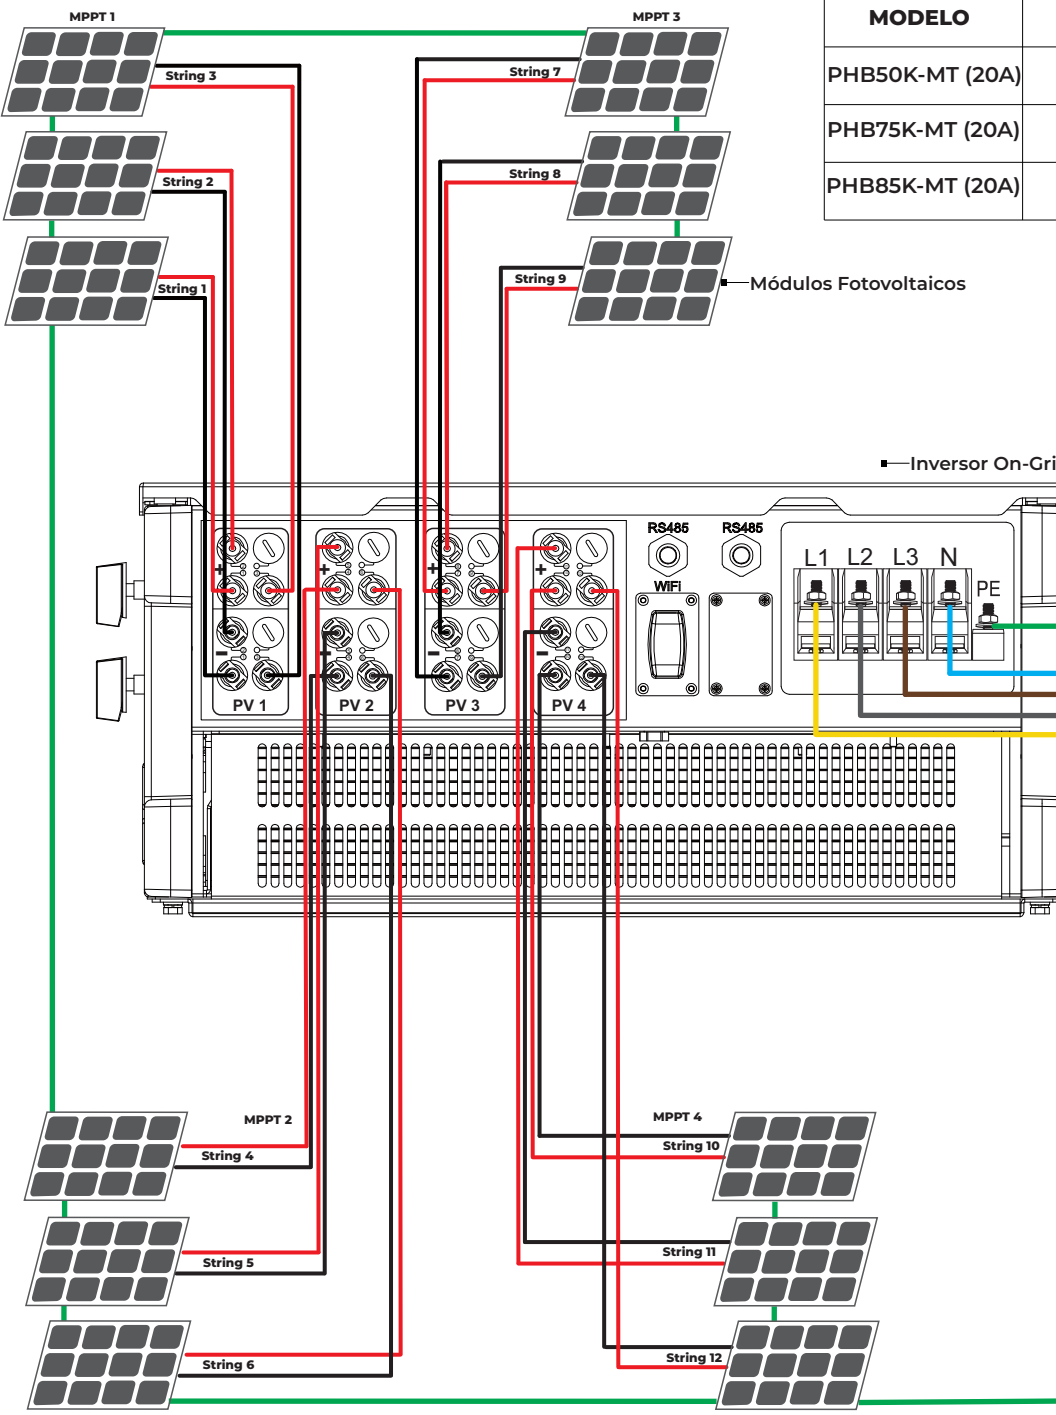 MPPT 1
MPPT 3
MODELO
String 3
String 7
PHB50K-MT (20A)
PHB75K-MT (20A)
String 2
String 8
PHB85K-MT (20A)
String 1
String 9
Módulos Fotovoltaicos
Inversor On-Gri
RS485
RS485
WiFi
L1
L2
L3
N
PE
+
+
+
+
–
–
–
–
PV 1
PV 2
PV 3
PV 4
MPPT 2
MPPT 4
String 4
String 10
String 5
String 11
String 6
String 12